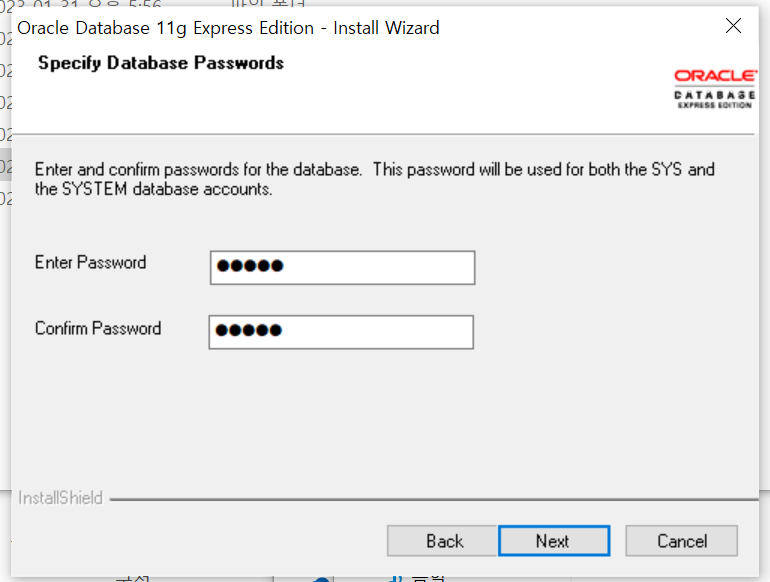 Oracle Database 11g Express Edition - Install Wizard
Specify Database Passwords
ORACLE
DATABASE
EXPRESS EDITION
Enter and confirm passwords for the database.  This password will be used for both the SYS and
the SYSTEM database accounts.
Enter Password
●●●●●
Confirm Password
●●●●●
InstallShield
Back
Next
Cancel